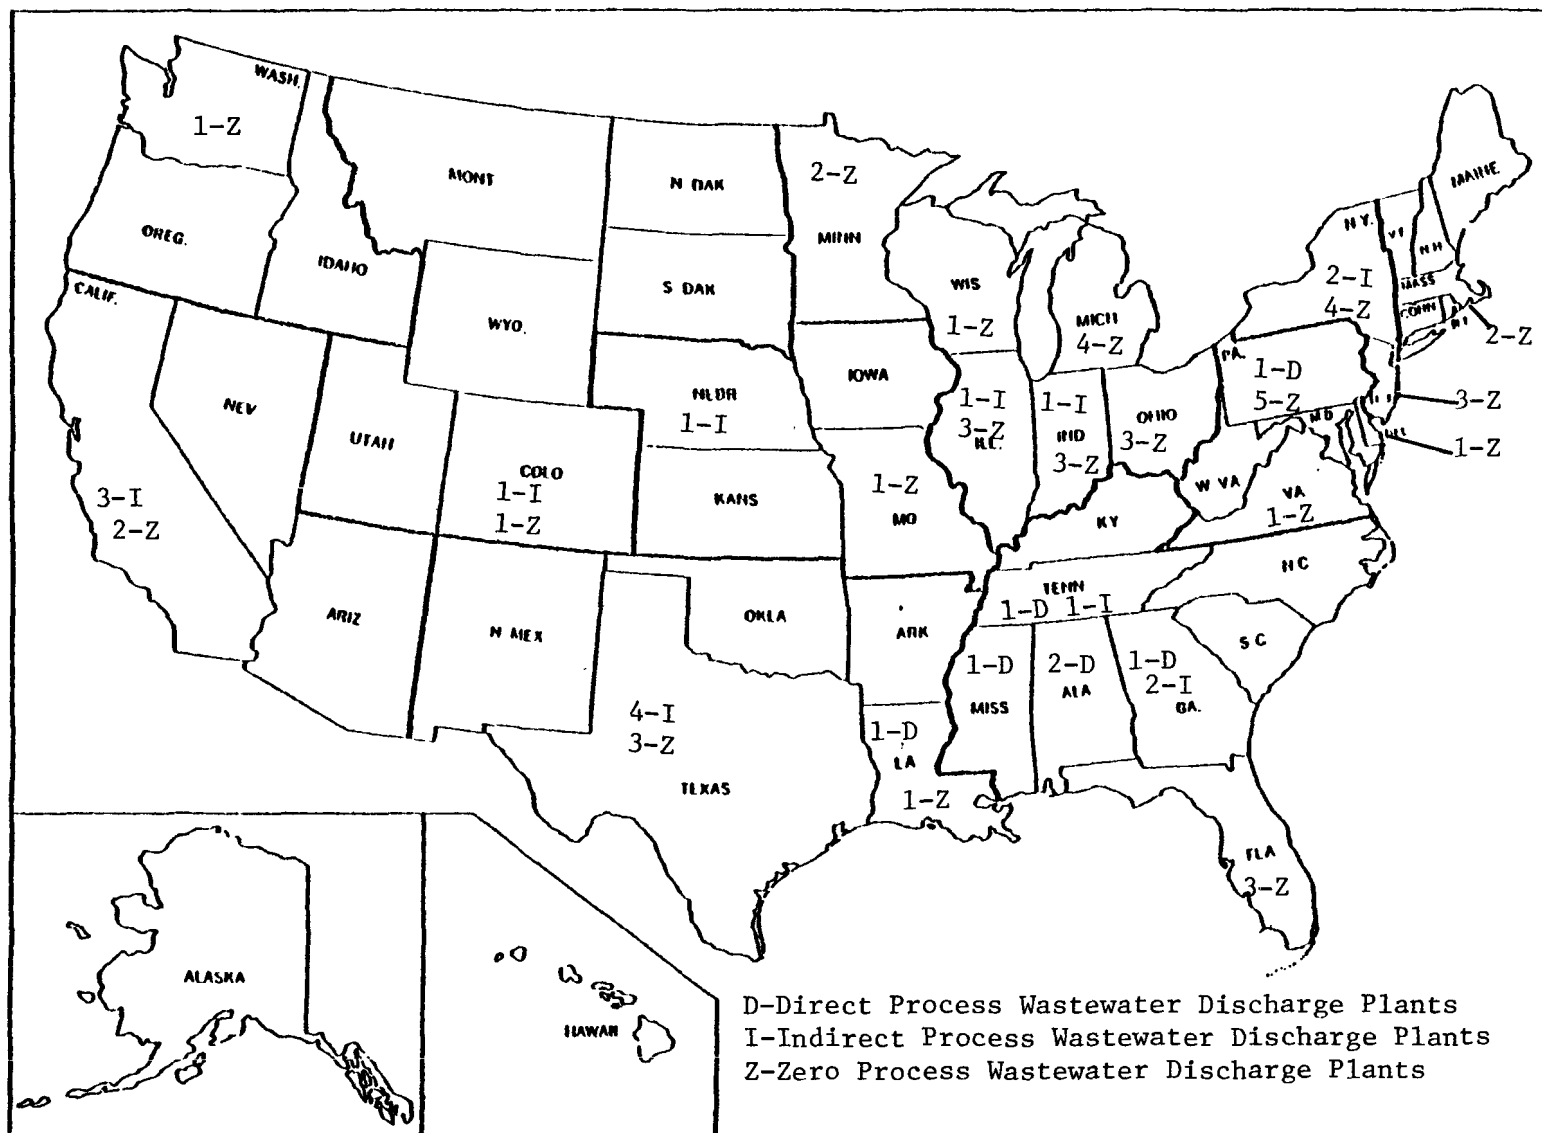 WASH.
1-Z
MONT
N DAK
2-Z
MINN
MAINE
N.Y.
VT
N H
OREG.
IDAHO
S DAK
WIS
1-Z
MICH
4-Z
2-I
4-Z
MASS
CONN
R I
2-Z
CALIF.
WYO.
IOWA
PA.
1-D
5-Z
3-Z
NEV
UTAH
NEBR
1-I
1-I
3-Z
ILL.
1-I
IND
3-Z
OHIO
3-Z
MD
DEL
1-Z
3-I
2-Z
COLO
1-I
1-Z
KANS
1-Z
MO
KY
W VA
VA
1-Z
ARIZ
N MEX
OKLA
ARK
TENN
1-D 1-I
N C
S C
4-I
3-Z
TEXAS
1-D
LA
1-Z
1-D
MISS
2-D
ALA
1-D
2-I
GA.
FLA
3-Z
ALASKA
HAWAII
D-Direct Process Wastewater Discharge Plants
I-Indirect Process Wastewater Discharge Plants
Z-Zero Process Wastewater Discharge Plants